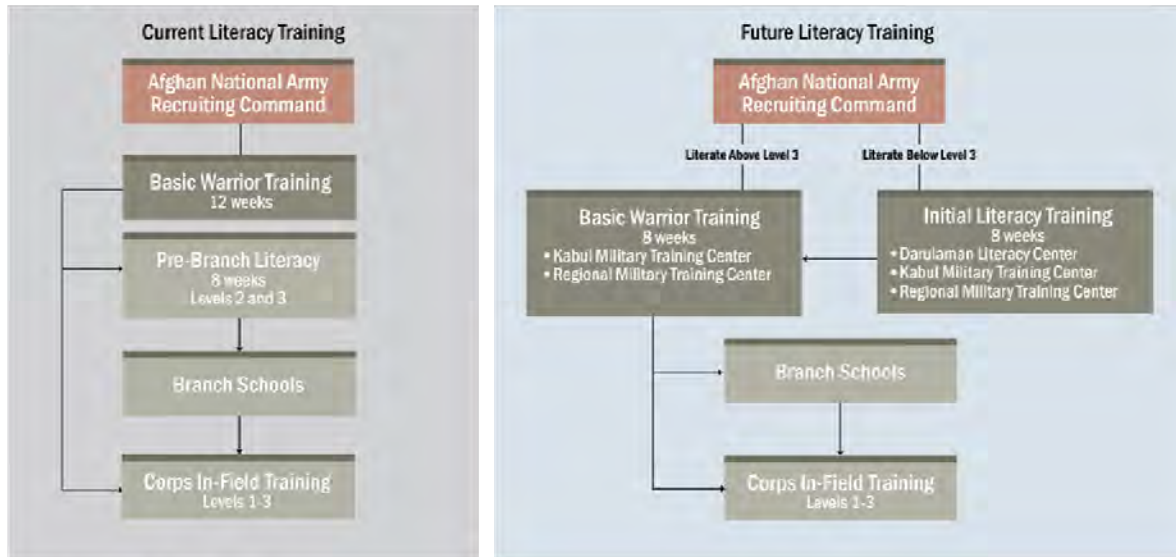 Current Literacy Training
Afghan National Army
Recruiting Command
Basic Warrior Training
12 weeks
Pre-Branch Literacy
8 weeks
Levels 2 and 3
Branch Schools
Corps In-Field Training
Levels 1-3
Future Literacy Training
Afghan National Army
Recruiting Command
Literate Above Level 3
Literate Below Level 3
Basic Warrior Training
8 weeks
• Kabul Military Training Center
• Regional Military Training Center
Initial Literacy Training
8 weeks
• Darulaman Literacy Center
• Kabul Military Training Center
• Regional Military Training Center
Branch Schools
Corps In-Field Training
Levels 1-3